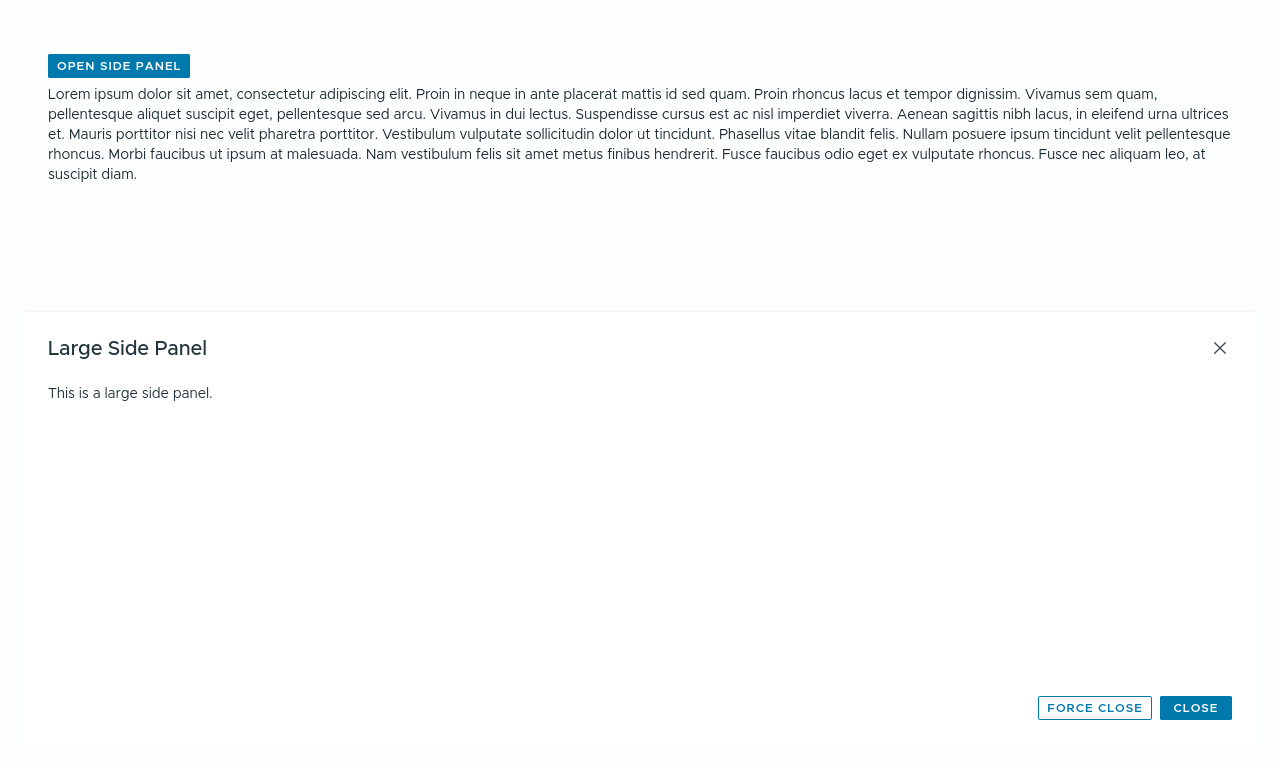 OPEN SIDE PANEL
Lorem ipsum dolor sit amet, consectetur adipiscing elit. Proin in neque in ante placerat mattis id sed quam. Proin rhoncus lacus et tempor dignissim. Vivamus sem quam,
pellentesque aliquet suscipit eget, pellentesque sed arcu. Vivamus in dui lectus. Suspendisse cursus est ac nisl imperdiet viverra. Aenean sagittis nibh lacus, in eleifend urna ultrices
et. Mauris porttitor nisi nec velit pharetra porttitor. Vestibulum vulputate sollicitudin dolor ut tincidunt. Phasellus vitae blandit felis. Nullam posuere ipsum tincidunt velit pellentesque
rhoncus. Morbi faucibus ut ipsum at malesuada. Nam vestibulum felis sit amet metus finibus hendrerit. Fusce faucibus odio eget ex vulputate rhoncus. Fusce nec aliquam leo, at
suscipit diam.
Large Side Panel
This is a large side panel.
FORCE CLOSE
CLOSE